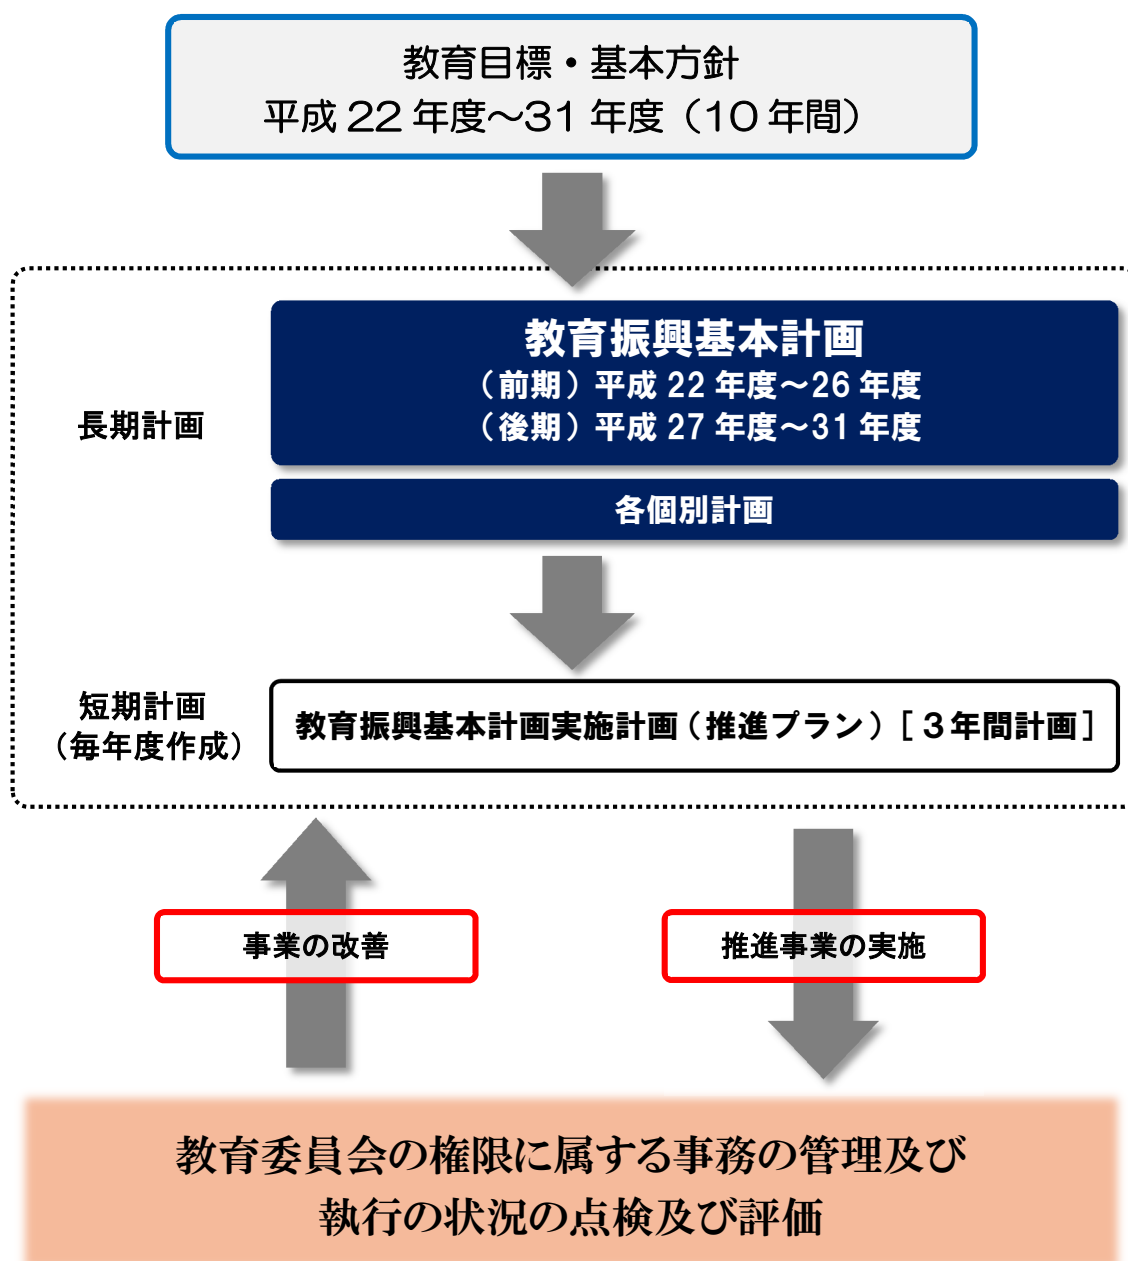 教育目標・基本方針
平成 22 年度～31 年度（10 年間）
教育振興基本計画
（前期）平成 22 年度～26 年度
（後期）平成 27 年度～31 年度
長期計画
各個別計画
短期計画
（毎年度作成）
教育振興基本計画実施計画（推進プラン）［３年間計画］
事業の改善
推進事業の実施
教育委員会の権限に属する事務の管理及び
執行の状況の点検及び評価